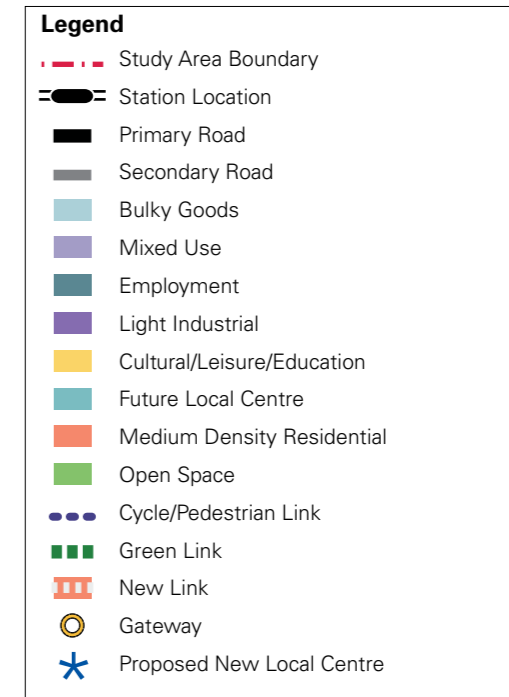 Legend
Study Area Boundary
Station Location
Primary Road
Secondary Road
Bulky Goods
Mixed Use
Employment
Light Industrial
Cultural/Leisure/Education
Future Local Centre
Medium Density Residential
Open Space
Cycle/Pedestrian Link
Green Link
New Link
Gateway
Proposed New Local Centre